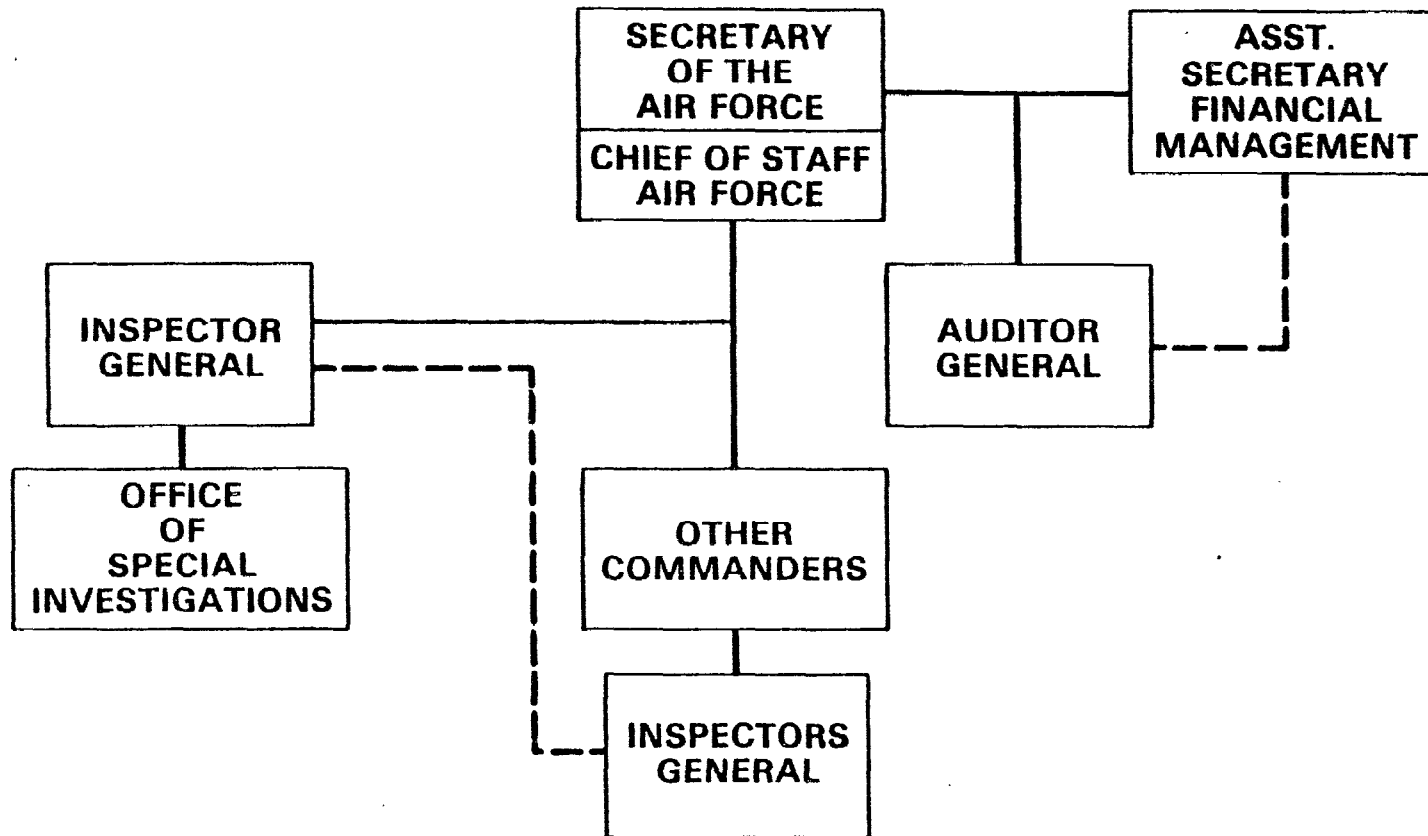 SECRETARY
OF THE
AIR FORCE
CHIEF OF STAFF
AIR FORCE
ASST.
SECRETARY
FINANCIAL
MANAGEMENT
INSPECTOR
GENERAL
AUDITOR
GENERAL
OFFICE
OF
SPECIAL
INVESTIGATIONS
OTHER
COMMANDERS
INSPECTORS
GENERAL